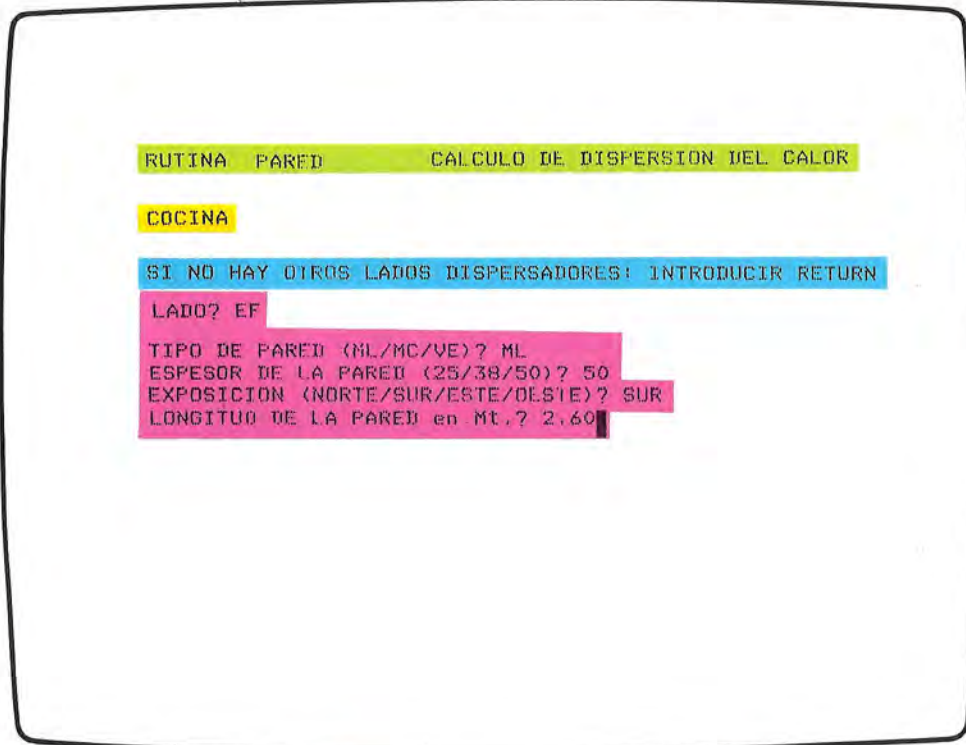 RUTINA PARED CALCULO DE DISPERSION DEL CALOR
COCINA
SI NO HAY OTROS LADOS DISPERSADORES: INTRODUCIR RETURN
LADO? EF
TIPO DE PARED (ML/MC/VE)? ML
ESPESOR DE LA PARED (25/38/50)? 50
EXPOSICION (NORTE/SUR/ESTE/OESTE)? SUR
LONGITUD DE LA PARED en Mt.? 2.60